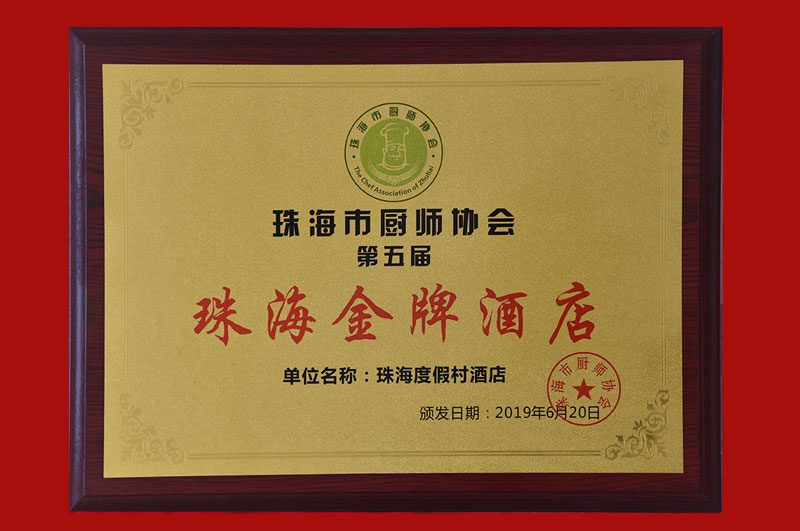 珠海市厨师协会
The Chef Association of Zhuhai
珠海市厨师协会
第五届
珠海金牌酒店
单位名称：珠海度假村酒店
珠海市厨师协会
颁发日期：2019年6月20日